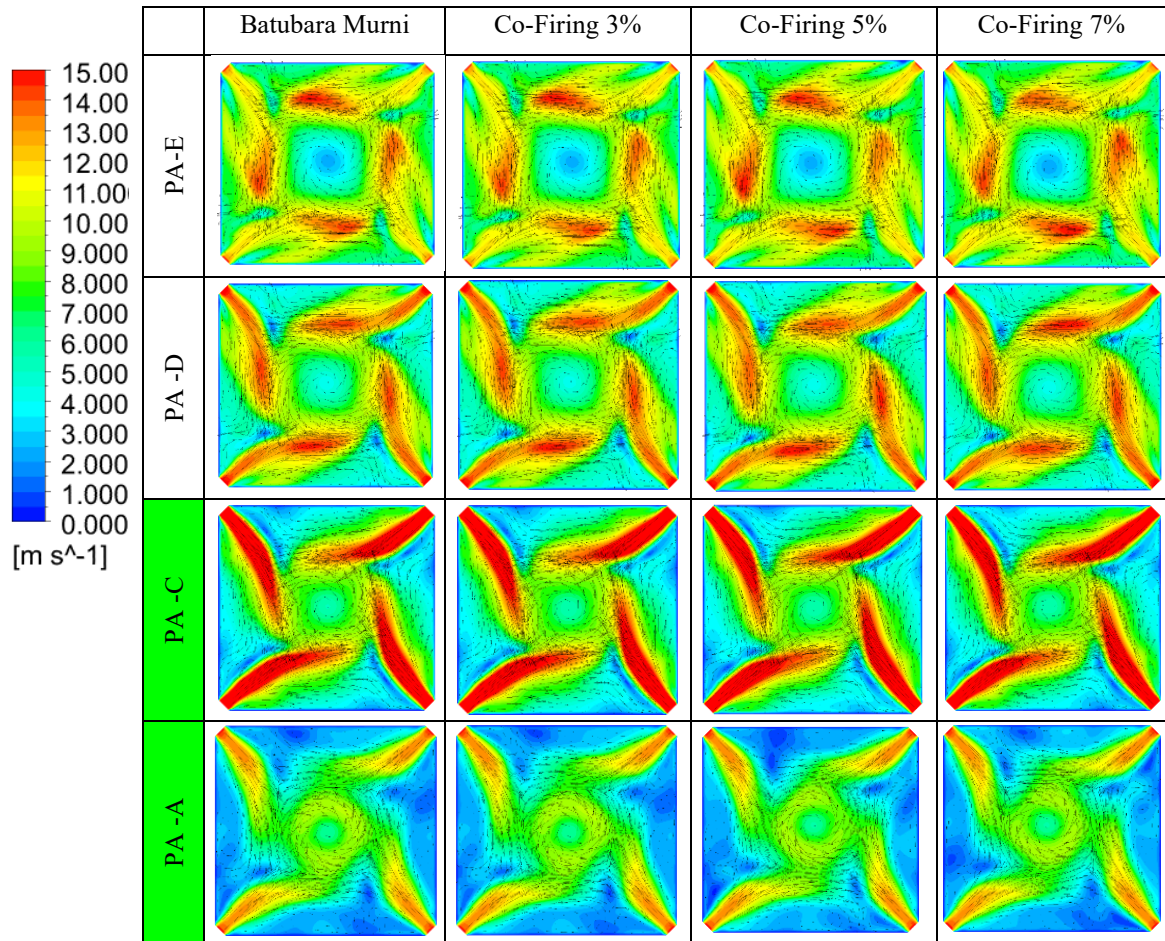 Batubara Murni
Co-Firing 3%
Co-Firing 5%
Co-Firing 7%
15.00
14.00
13.00
12.00
11.00
10.00
9.000
8.000
7.000
6.000
5.000
4.000
3.000
2.000
1.000
0.000
[m s^-1]
PA-E
PA -D
PA -C
PA -A